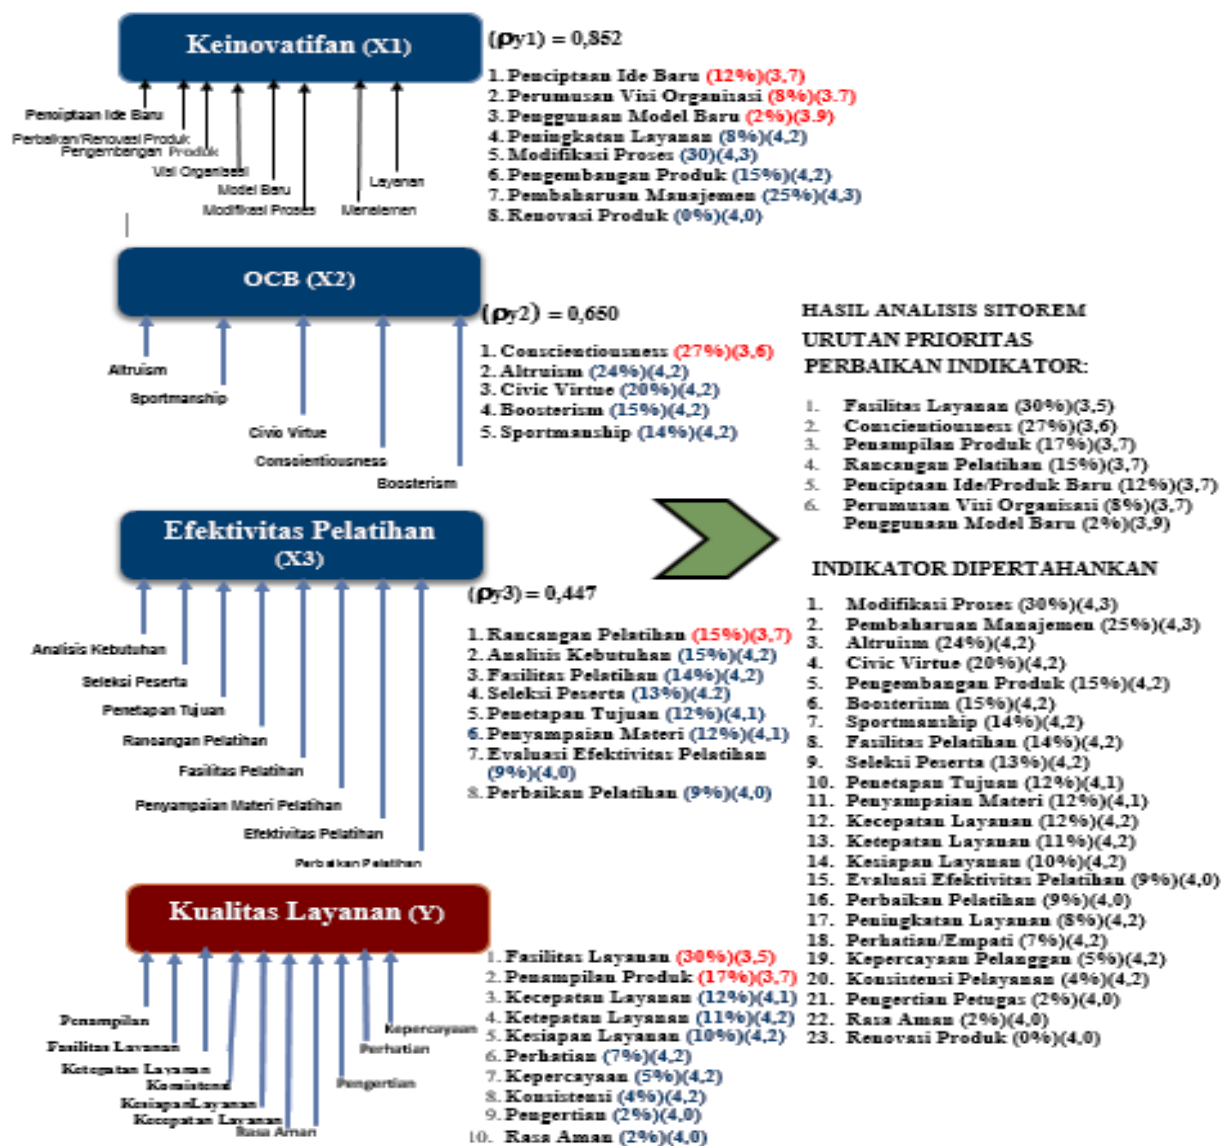 Keinovatifan (X1)
(ρy1) = 0,852
1. Penciptaan Ide Baru (12%)(3,7)
2. Perumusan Visi Organisasi (8%)(3.7)
3. Penggunaan Model Baru (2%)(3.9)
4. Peningkatan Layanan (8%)(4,2)
5. Modifikasi Proses (30)(4,3)
6. Pengembangan Produk (15%)(4,2)
7. Pembaharuan Manajemen (25%)(4,3)
8. Renovasi Produk (0%)(4,0)
Penciptaan Ide Baru
Perbaikan/Renovasi Produk
Pengembangan Produk
Visi Organisasi
Model Baru
Modifikasi Proses
Manajemen
Layanan
OCB (X2)
(ρy2) = 0,650
1. Conscientiousness (27%)(3,6)
2. Altruism (24%)(4,2)
3. Civic Virtue (20%)(4,2)
4. Boosterism (15%)(4,2)
5. Sportmanship (14%)(4,2)
Altruism
Sportmanship
Civic Virtue
Conscientiousness
Boosterism
Efektivitas Pelatihan
(X3)
(ρy3) = 0,447
1. Rancangan Pelatihan (15%)(3,7)
2. Analisis Kebutuhan (15%)(4,2)
3. Fasilitas Pelatihan (14%)(4,2)
4. Seleksi Peserta (13%)(4.2)
5. Penetapan Tujuan (12%)(4,1)
6. Penyampaian Materi (12%)(4,1)
7. Evaluasi Efektivitas Pelatihan
(9%)(4,0)
8. Perbaikan Pelatihan (9%)(4,0)
Analisis Kebutuhan
Seleksi Peserta
Penetapan Tujuan
Rancangan Pelatihan
Fasilitas Pelatihan
Penyampaian Materi Pelatihan
Efektivitas Pelatihan
Perbaikan Pelatihan
Kualitas Layanan (Y)
1. Fasilitas Layanan (30%)(3,5)
2. Penampilan Produk (17%)(3,7)
3. Kecepatan Layanan (12%)(4,1)
4. Ketepatan Layanan (11%)(4,2)
5. Kesiapan Layanan (10%)(4,2)
6. Perhatian (7%)(4,2)
7. Kepercayaan (5%)(4,2)
8. Konsistensi (4%)(4,2)
9. Pengertian (2%)(4,0)
10. Rasa Aman (2%)(4,0)
Penampilan
Fasilitas Layanan
Ketepatan Layanan
Konsistensi
KesiapanLayanan
Kecepatan Layanan
Rasa Aman
Pengertian
Perhatian
Kepercayaan
HASIL ANALISIS SITOREM
URUTAN PRIORITAS
PERBAIKAN INDIKATOR:
1. Fasilitas Layanan (30%)(3,5)
2. Conscientiousness (27%)(3,6)
3. Penampilan Produk (17%)(3,7)
4. Rancangan Pelatihan (15%)(3,7)
5. Penciptaan Ide/Produk Baru (12%)(3,7)
6. Perumusan Visi Organisasi (8%)(3,7)
Penggunaan Model Baru (2%)(3,9)
INDIKATOR DIPERTAHANKAN
1. Modifikasi Proses (30%)(4,3)
2. Pembaharuan Manajemen (25%)(4,3)
3. Altruism (24%)(4,2)
4. Civic Virtue (20%)(4,2)
5. Pengembangan Produk (15%)(4,2)
6. Boosterism (15%)(4,2)
7. Sportmanship (14%)(4,2)
8. Fasilitas Pelatihan (14%)(4,2)
9. Seleksi Peserta (13%)(4,2)
10. Penetapan Tujuan (12%)(4,1)
11. Penyampaian Materi (12%)(4,1)
12. Kecepatan Layanan (12%)(4,2)
13. Ketepatan Layanan (11%)(4,2)
14. Kesiapan Layanan (10%)(4,2)
15. Evaluasi Efektivitas Pelatihan (9%)(4,0)
16. Perbaikan Pelatihan (9%)(4,0)
17. Peningkatan Layanan (8%)(4,2)
18. Perhatian/Empati (7%)(4,2)
19. Kepercayaan Pelanggan (5%)(4,2)
20. Konsistensi Pelayanan (4%)(4,2)
21. Pengertian Petugas (2%)(4,0)
22. Rasa Aman (2%)(4,0)
23. Renovasi Produk (0%)(4,0)